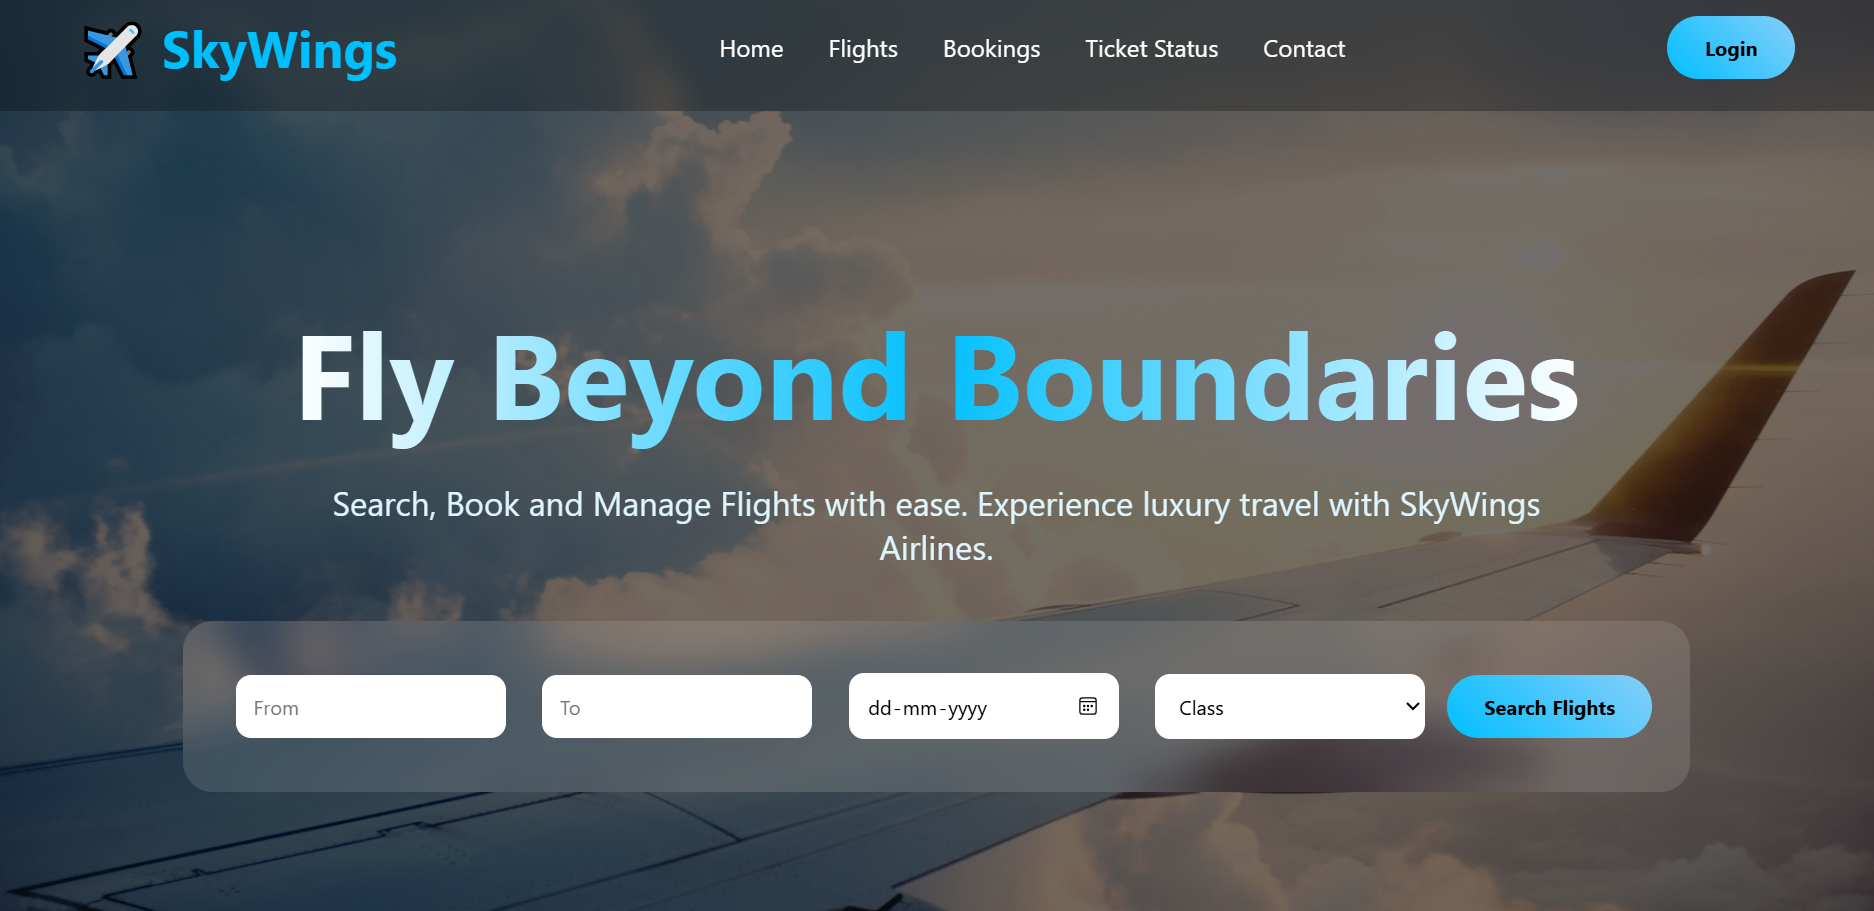 SkyWings
Home
Flights
Bookings
Ticket Status
Contact
Login
Fly Beyond Boundaries
Search, Book and Manage Flights with ease. Experience luxury travel with SkyWings
Airlines.
From
To
dd-mm-yyyy
Class
Search Flights